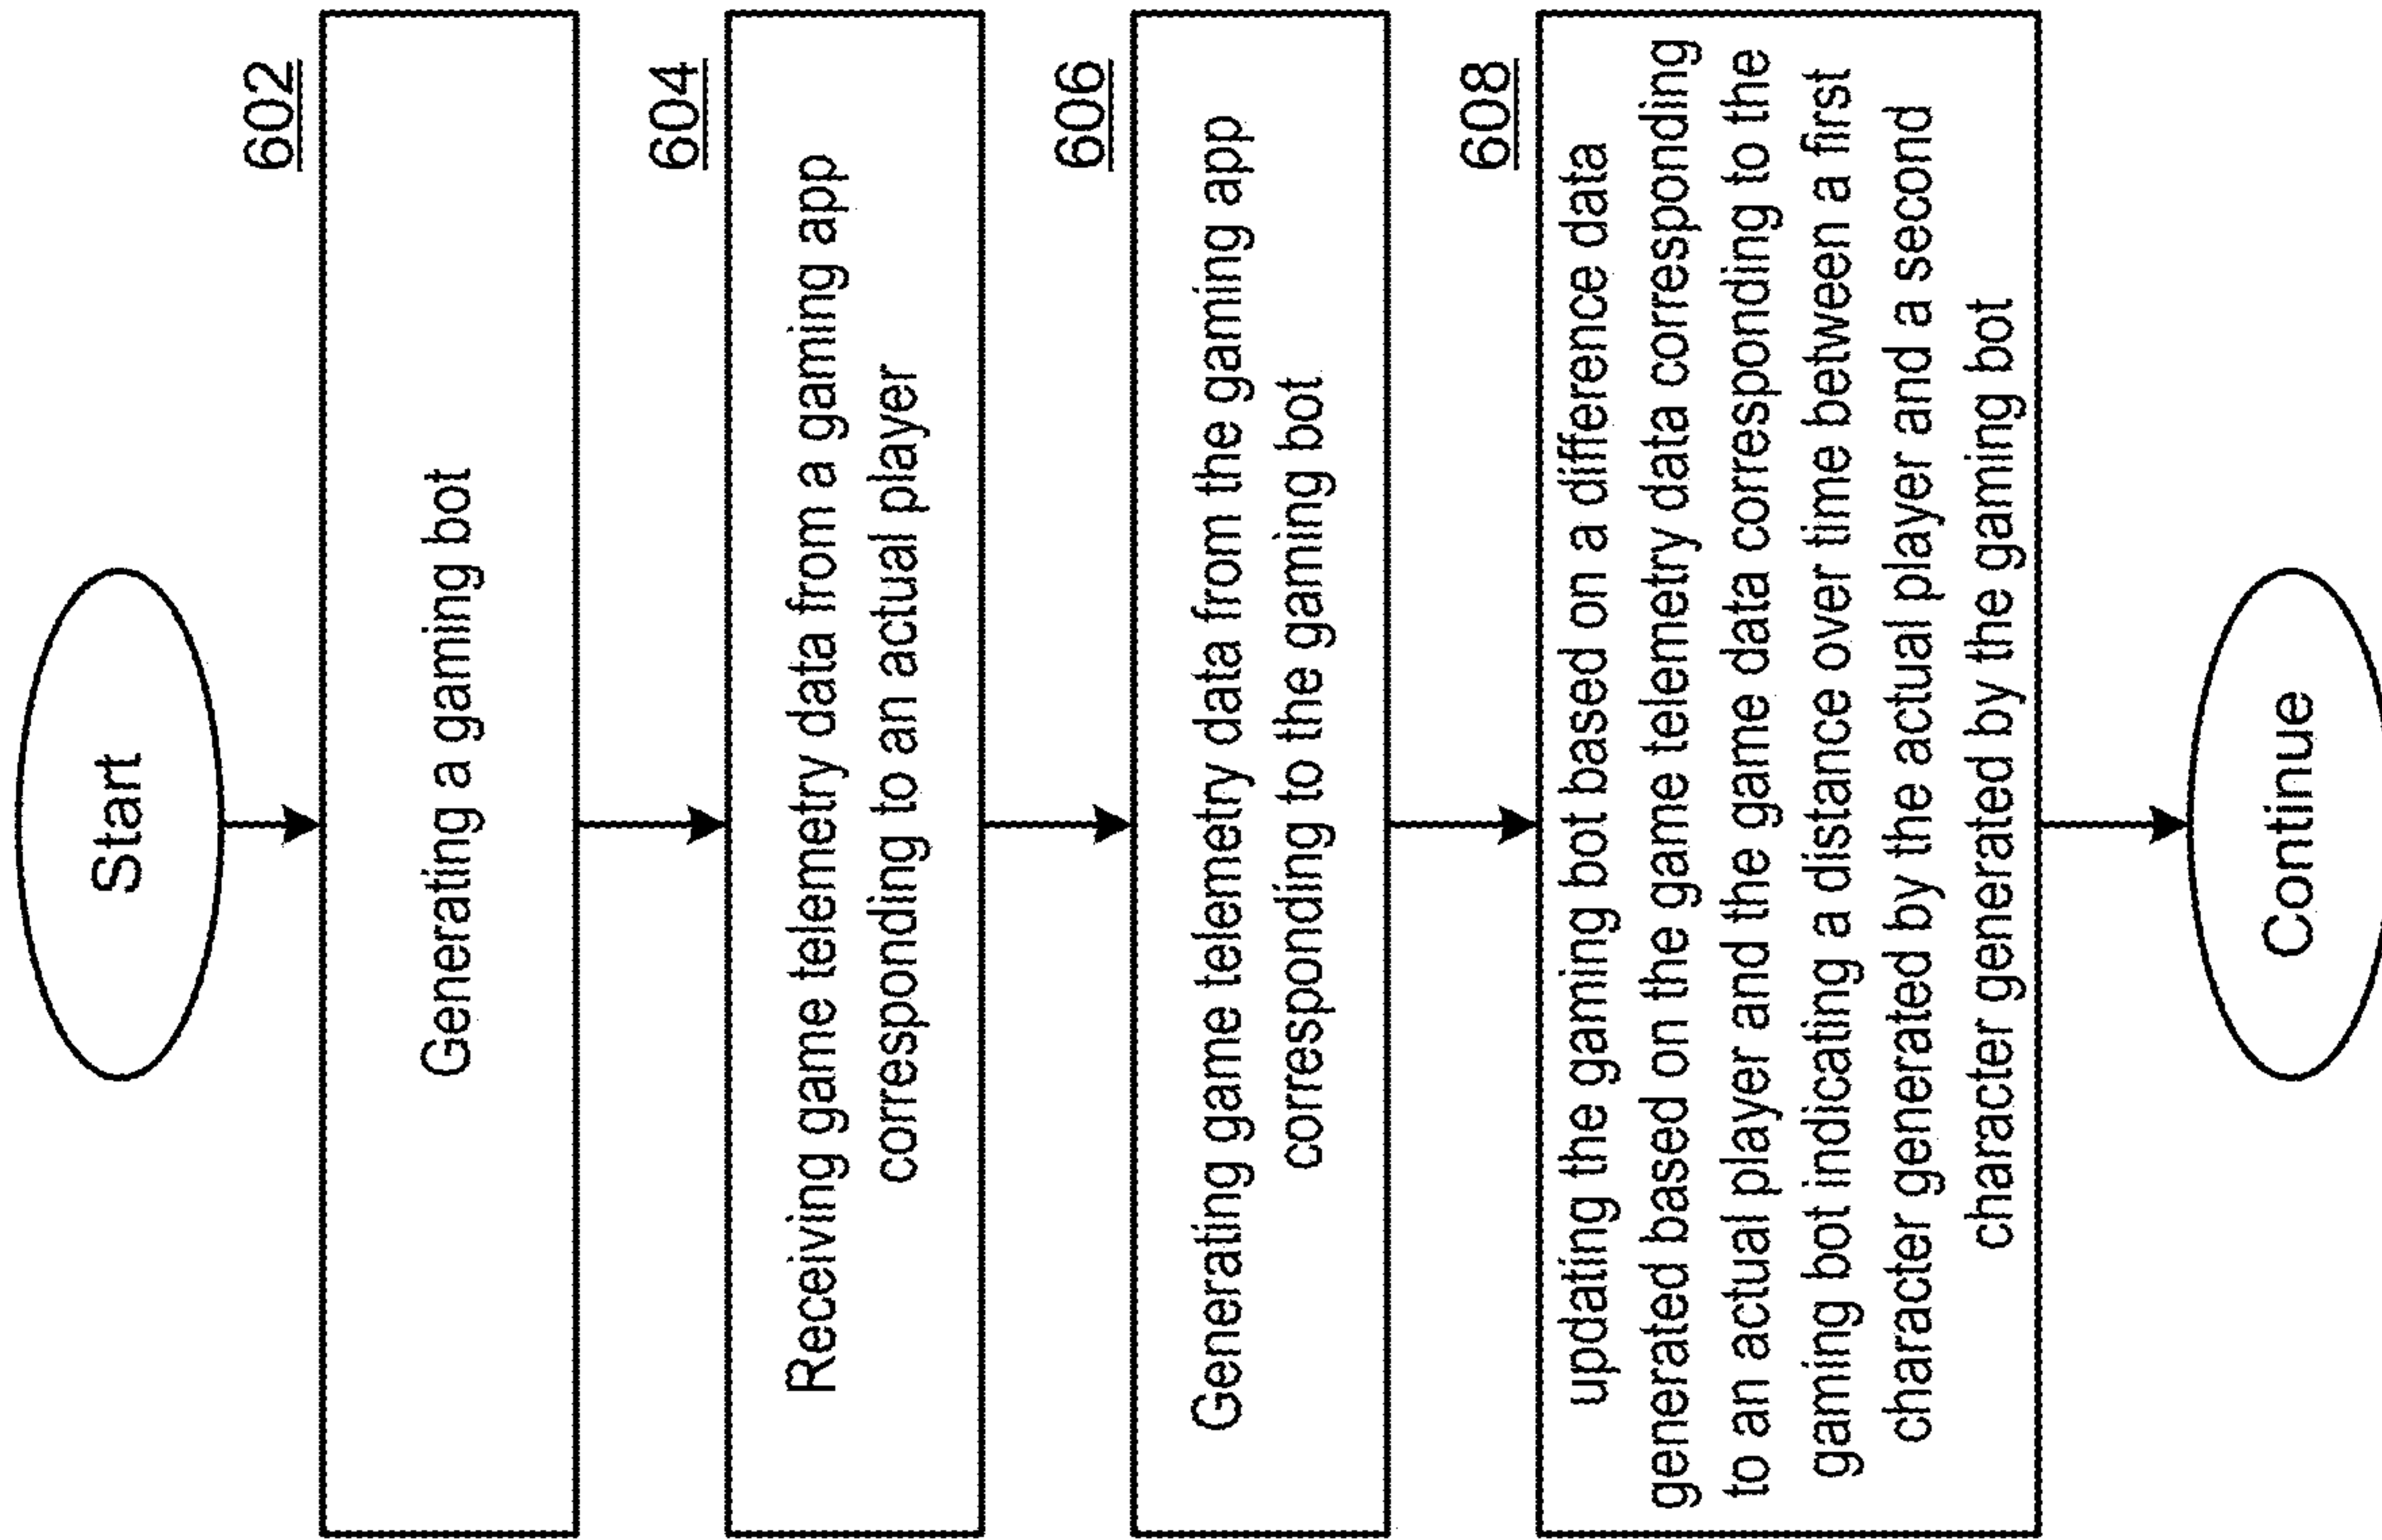 Start
602
Generating a gaming bot
604
Receiving game telemetry data from a gaming app
corresponding to an actual player
606
Generating game telemetry data from the gaming app
corresponding to the gaming bot
608
updating the gaming bot based on a difference data
generated based on the game telemetry data corresponding
to an actual player and the game data corresponding to the
gaming bot indicating a distance over time between a first
character generated by the actual player and a second
character generated by the gaming bot
Continue